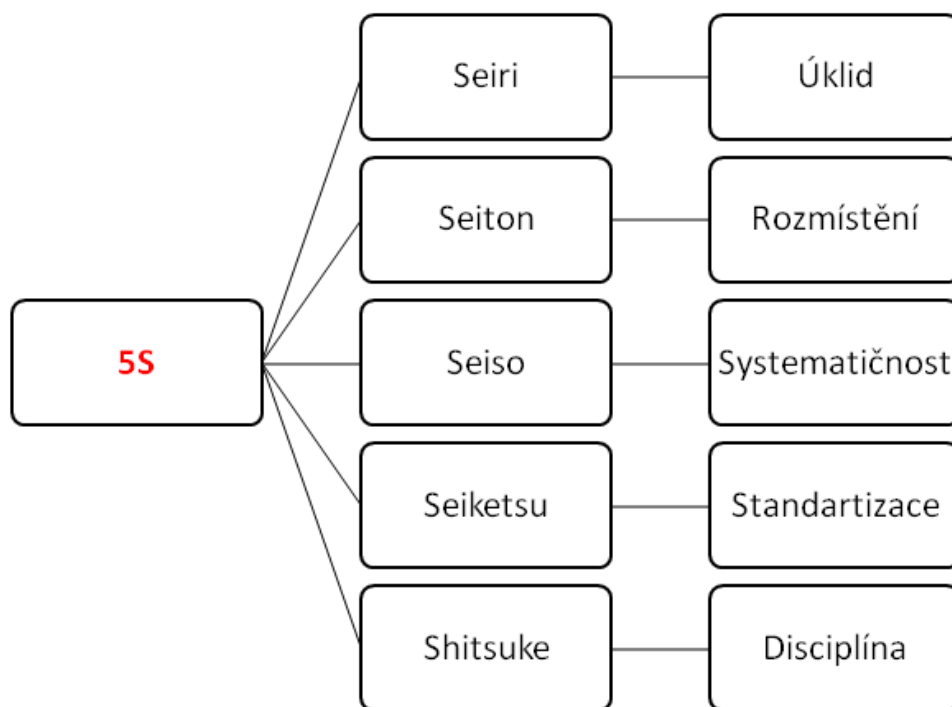 Seiri
Úklid
Seiton
Rozmístění
5S
Seiso
Systematičnost
Seiketsu
Standartizace
Shitsuke
Disciplína